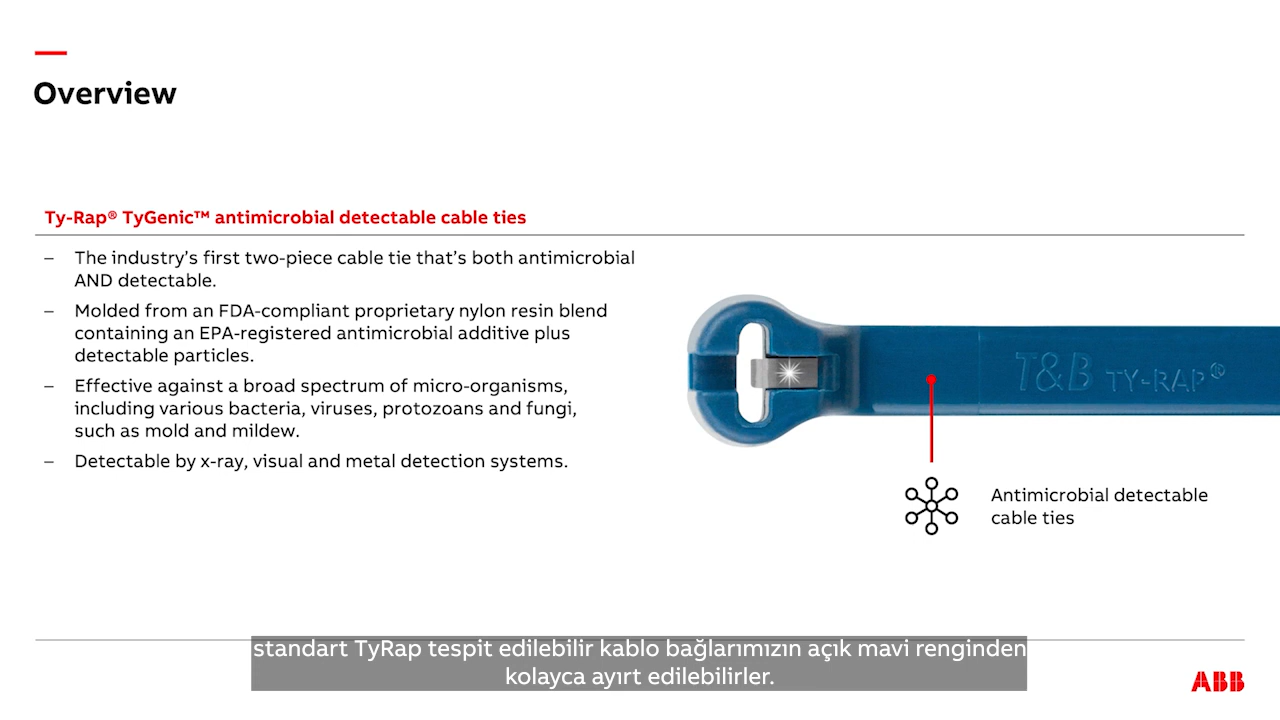 Overview
Ty-Rap® TyGenic™ antimicrobial detectable cable ties
– The industry's first two-piece cable tie that's both antimicrobial
AND detectable.
– Molded from an FDA-compliant proprietary nylon resin blend
containing an EPA-registered antimicrobial additive plus
detectable particles.
– Effective against a broad spectrum of micro-organisms,
including various bacteria, viruses, protozoans and fungi,
such as mold and mildew.
– Detectable by x-ray, visual and metal detection systems.
T&B TY-RAP®
Antimicrobial detectable
cable ties
standart TyRap tespit edilebilir kablo bağlarımızın açık mavi renginden
kolayca ayırt edilebilirler.
ABB